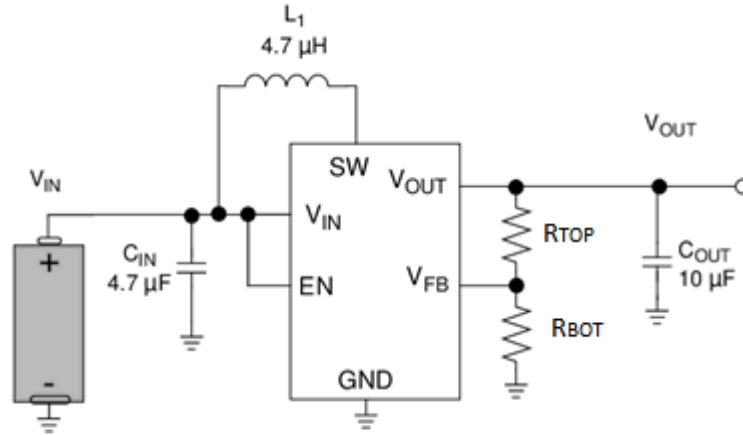 L1
4.7 µH
VIN
VOUT
SW
VOUT
VIN
RTOP
CIN
4.7 µF
COUT
10 µF
EN
VFB
RBOT
GND
+
-